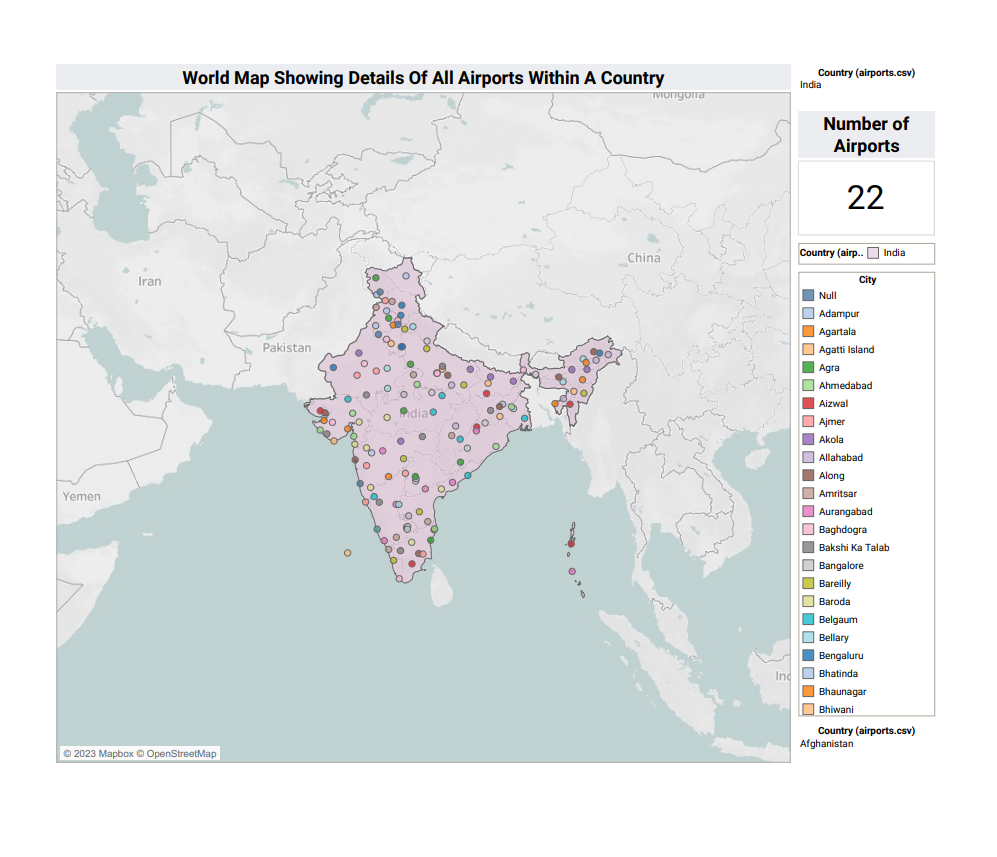 World Map Showing Details Of All Airports Within A Country
Country (airports.csv)
India
Mongolia
Number of
Airports
22
Country (airp..
India
China
Iran
Pakistan
India
Yemen
City
Null
Adampur
Agartala
Agatti Island
Agra
Ahmedabad
Aizwal
Ajmer
Akola
Allahabad
Along
Amritsar
Aurangabad
Baghdogra
Bakshi Ka Talab
Bangalore
Bareilly
Baroda
Belgaum
Bellary
Bengaluru
Bhatinda
Bhaunagar
Bhiwani
Country (airports.csv)
Afghanistan
© 2023 Mapbox © OpenStreetMap